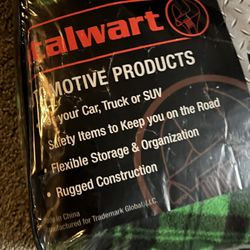 talwart
OMOTIVE PRODUCTS
your Car, Truck or SUV
Safety Items to Keep you on the Road
• Flexible Storage & Organization
• Rugged Construction
in China
nufactured for Trademark Global, LLC.